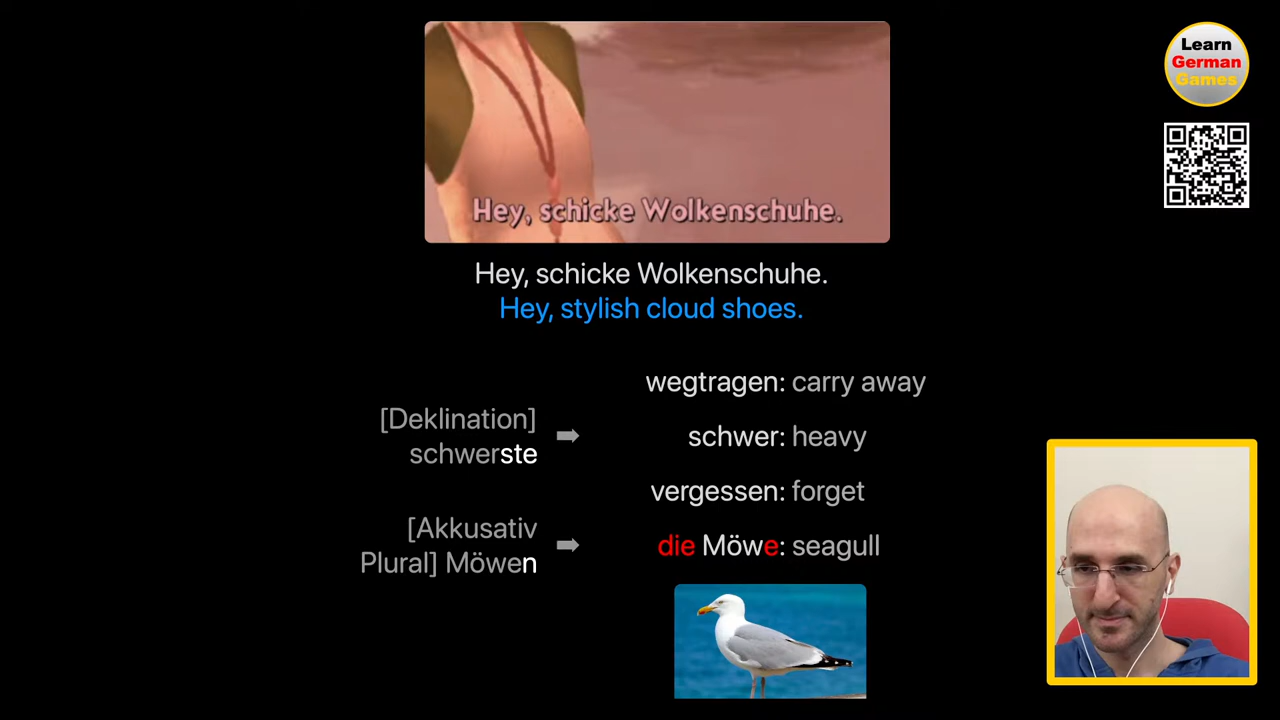 Learn
German
Games
Hey, schicke Wolkenschuhe.
Hey, schicke Wolkenschuhe.
Hey, stylish cloud shoes.
wegtragen: carry away
[Deklination]
schwerste
schwer: heavy
vergessen: forget
[Akkusativ
Plural] Möwen
die Möwe: seagull